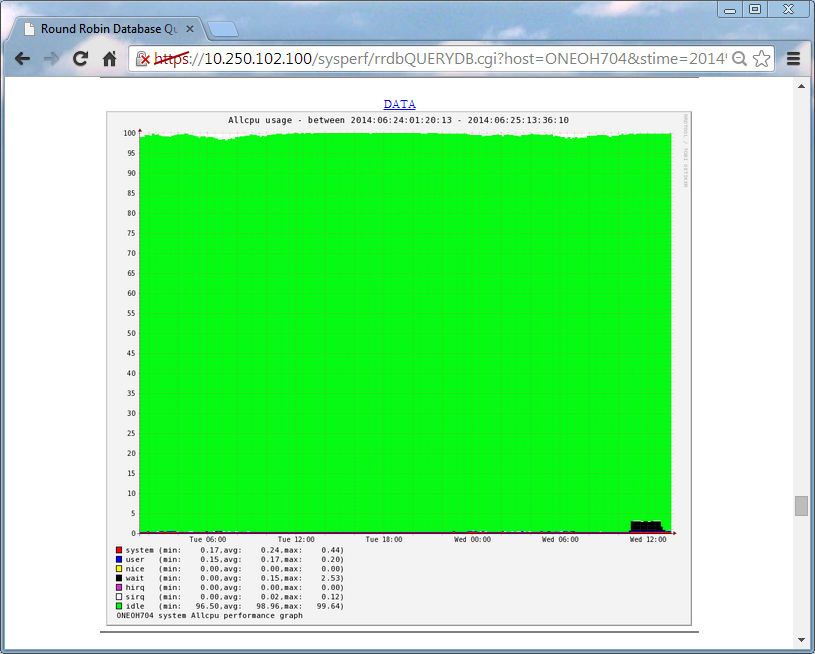 Round Robin Database Qu
https://10.250.102.100/sysperf/rrdbQUERYDB.cgi?host=ONEOH704&stime=2014
DATA
Allcpu usage - between 2014:06:24:01:20:13 - 2014:06:25:13:36:10
100
95
90
85
80
75
70
65
60
55
50
45
40
35
30
25
20
15
10
5
0
Tue 06:00 Tue 12:00 Tue 18:00 Wed 00:00 Wed 06:00 Wed 12:00
system (min: 0.17,avg: 0.24,max: 0.44)
user (min: 0.15,avg: 0.17,max: 0.20)
nice (min: 0.00,avg: 0.00,max: 0.00)
wait (min: 0.00,avg: 0.15,max: 2.53)
hirq (min: 0.00,avg: 0.00,max: 0.00)
sirq (min: 0.00,avg: 0.02,max: 0.12)
idle (min: 96.50,avg: 98.96,max: 99.64)
ONEOH704 system Allcpu performance graph